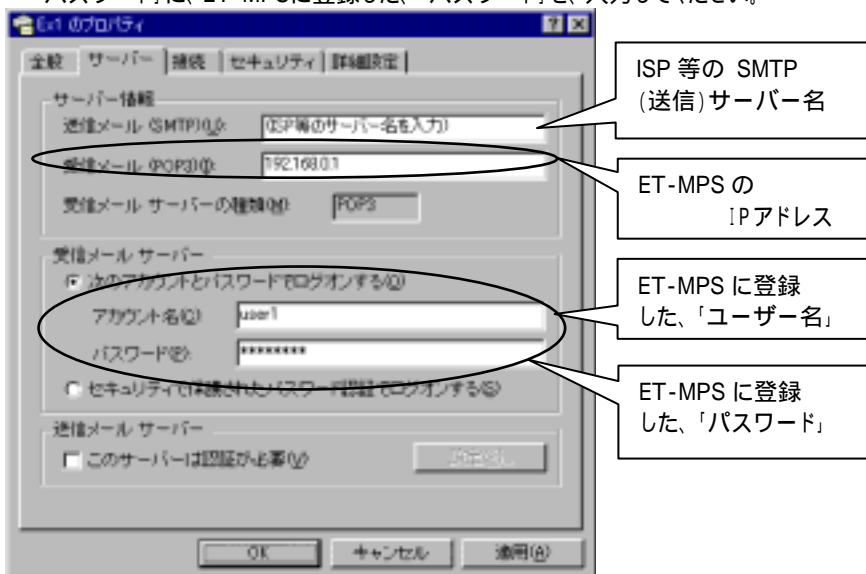 パスワード」に、ET-MPSに登録した、「パスワード」を、入力してください。
Ex1 のプロパティ
全般 サーバー 接続 セキュリティ 詳細設定
サーバー情報
送信メール (SMTP)(U): (ISP等のサーバー名を入力)
受信メール (POP3)(I): 192.168.0.1
受信メール サーバーの種類(M): POP3
受信メール サーバー
次のアカウントとパスワードでログオンする(Q)
アカウント名(C): user1
パスワード(P): ********
セキュリティで保護されたパスワード認証でログオンする(S)
送信メール サーバー
このサーバーは認証が必要(V) 設定(E)...
OK キャンセル 適用(A)
ISP 等の SMTP
(送信)サーバー名
ET-MPS の
IPアドレス
ET-MPS に登録
した、「ユーザー名」
ET-MPS に登録
した、「パスワード」